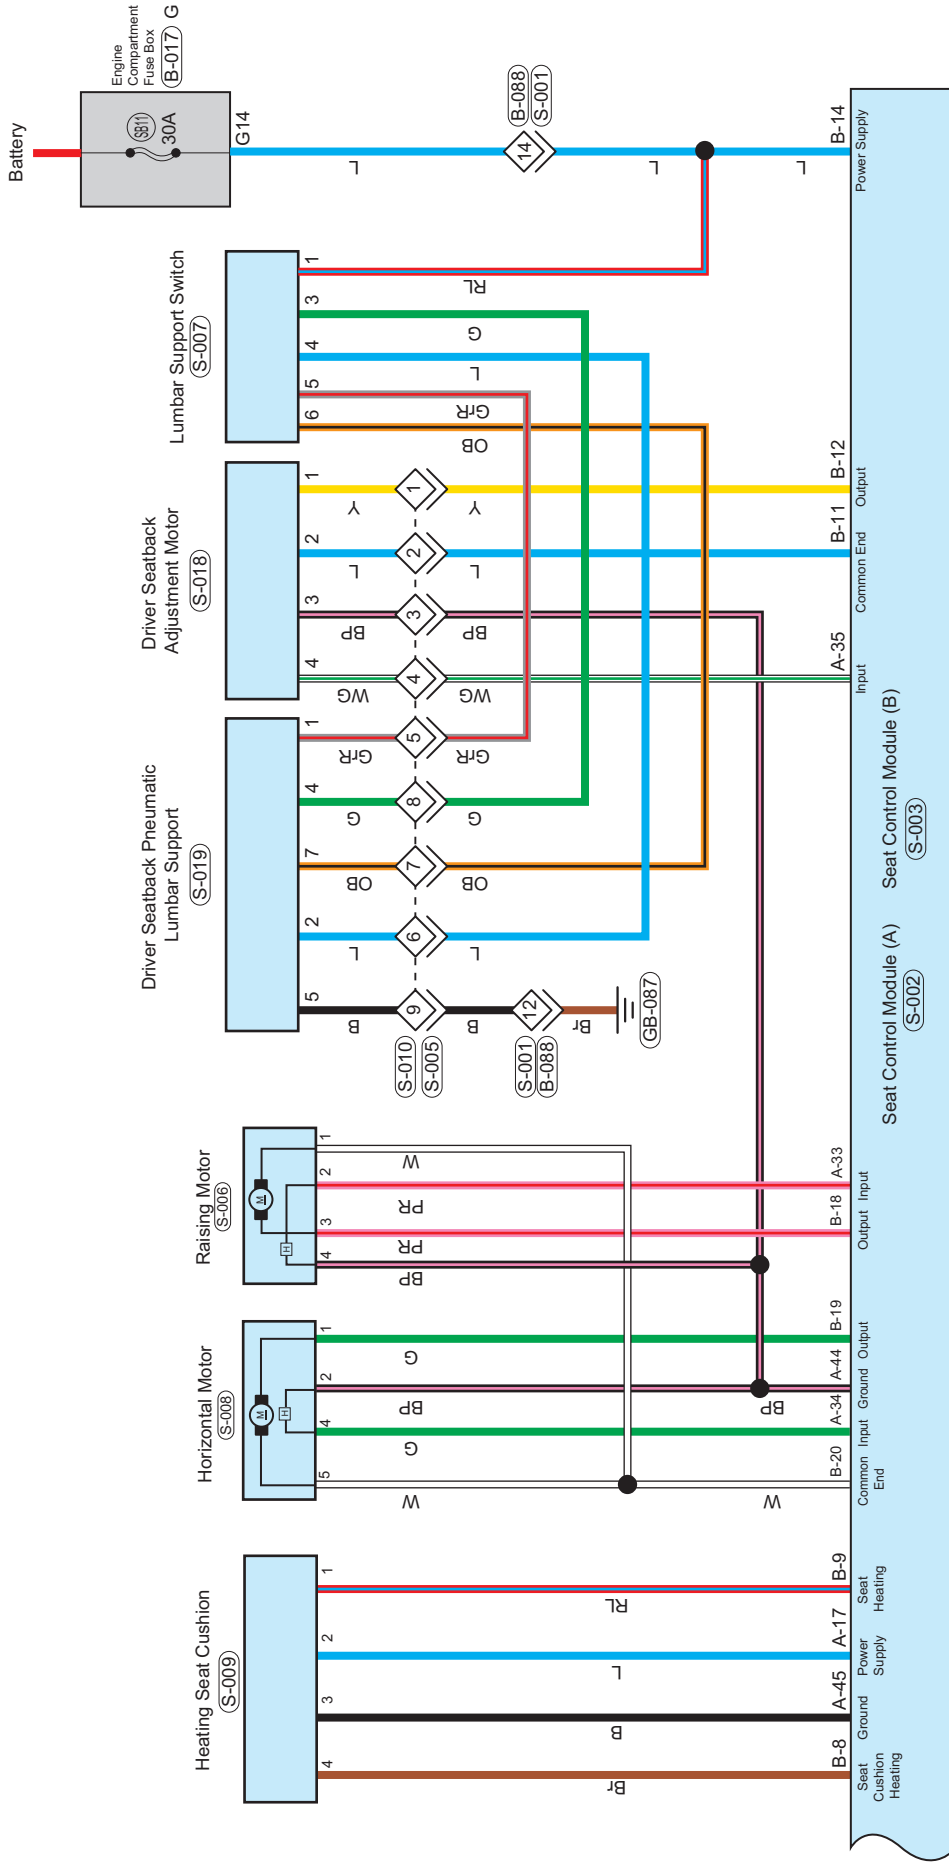 Battery
Engine
Compartment
Fuse Box
B-017 G
SB11
30A
G14
L
14
B-088
S-001
L
L
B-14
Power Supply
Lumbar Support Switch
S-007
1
3
4
5
6
RL
G
L
GrR
OB
Driver Seatback
Adjustment Motor
S-018
1
2
3
4
Y
L
BP
WG
1
2
3
4
Y
L
BP
WG
B-12
Output
B-11
Common End
A-35
Input
Driver Seatback Pneumatic
Lumbar Support
S-019
1
4
7
2
5
GrR
G
OB
L
B
5
8
7
6
9
GrR
G
OB
L
B
S-010
S-005
12
S-001
B-088
Br
GB-087
Raising Motor
S-006
M
H
1
2
3
4
W
PR
PR
BP
A-33
Input
B-18
Output
Horizontal Motor
S-008
M
H
1
2
4
5
G
BP
G
W
BP
W
B-19
Output
A-44
Ground
A-34
Input
B-20
Common
End
Heating Seat Cushion
S-009
1
2
3
4
RL
L
B
Br
B-9
Seat
Heating
A-17
Power
Supply
A-45
Ground
B-8
Seat
Cushion
Heating
Seat Control Module (A)
S-002
Seat Control Module (B)
S-003